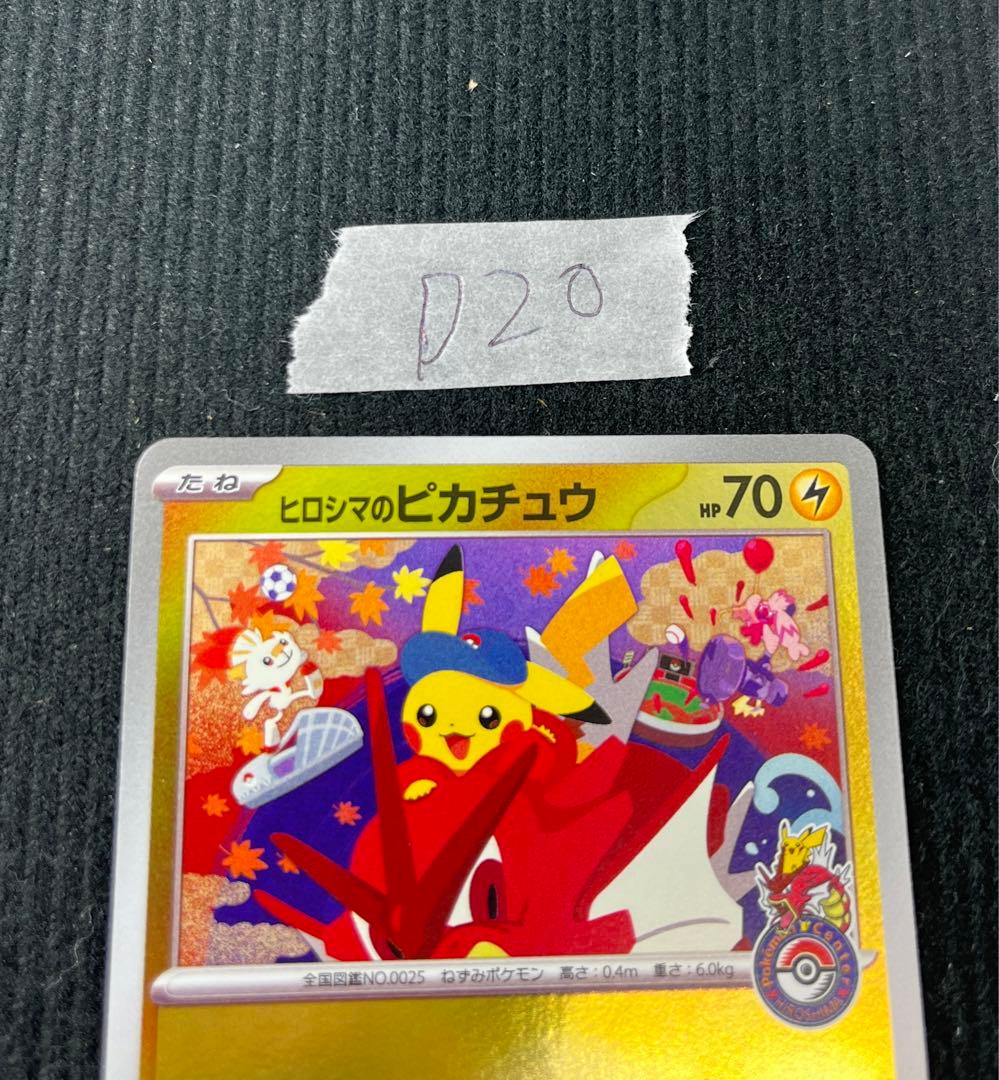 D20
たね
ヒロシマのピカチュウ
HP70
全国図鑑NO.0025 ねずみポケモン 高さ:0.4m 重さ:6.0kg
Pokémon Center
HIROSHIMA